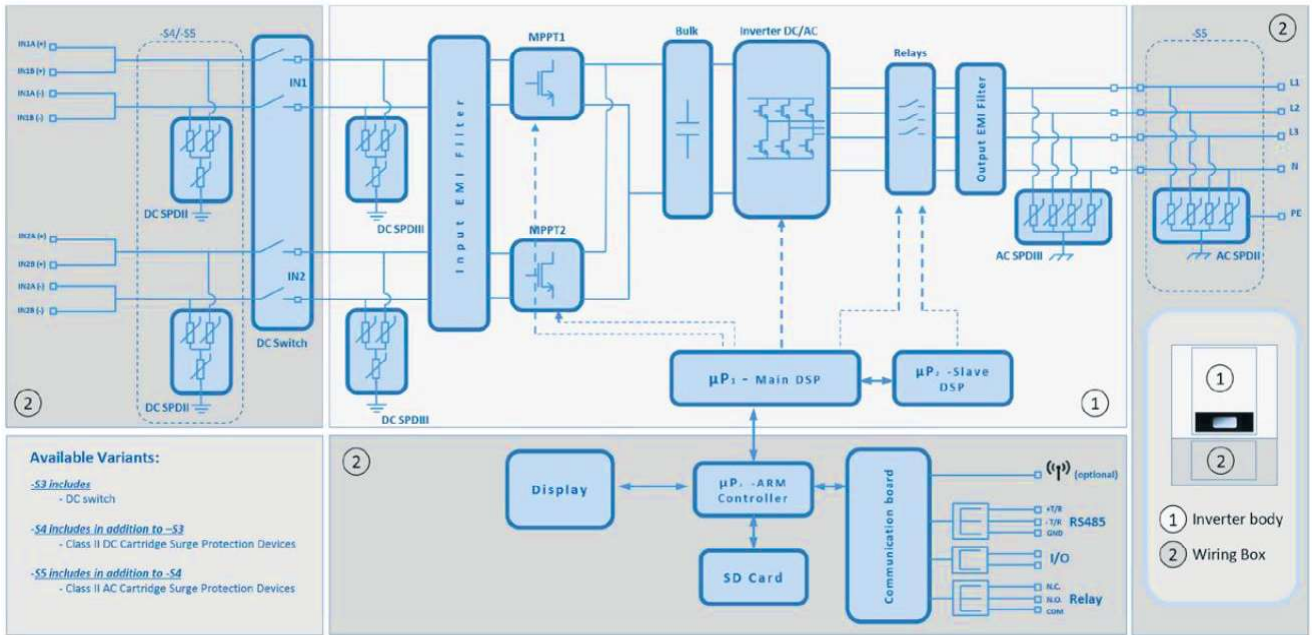 -S4/-S5
IN1A (+)
IN1B (+)
IN1A (-)
IN1B (-)
IN1
DC SPDII
IN2A (+)
IN2B (+)
IN2A (-)
IN2B (-)
IN2
DC Switch
DC SPDII
2
DC SPDIII
DC SPDIII
Input EMI Filter
MPPT1
MPPT2
Bulk
Inverter DC/AC
Relays
Output EMI Filter
AC SPDIII
µP₁ - Main DSP
µP₂ -Slave DSP
1
2
-S5
L1
L2
L3
N
PE
AC SPDII
1
2
1 Inverter body
2 Wiring Box
Available Variants:
-S3 includes
- DC switch
-S4 includes in addition to –S3
- Class II DC Cartridge Surge Protection Devices
-S5 includes in addition to -S4
- Class II AC Cartridge Surge Protection Devices
2
Display
-ARM
Controller
SD Card
Communication board
(optional)
+T/R
-T/R
GND
RS485
I/O
N.C.
N.O.
COM
Relay